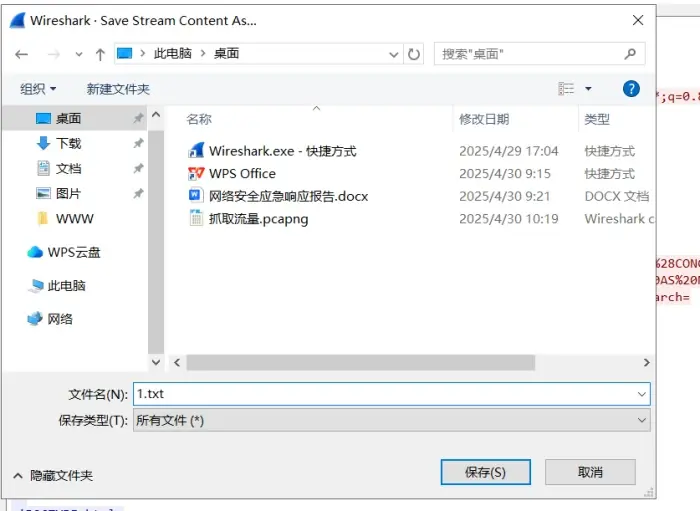 Wireshark · Save Stream Content As...
此电脑 › 桌面
搜索"桌面"
组织
新建文件夹
桌面
下载
文档
图片
WWW
WPS云盘
此电脑
网络
名称 修改日期 类型
Wireshark.exe - 快捷方式 2025/4/29 17:04 快捷方式
WPS Office 2025/4/30 9:15 快捷方式
网络安全应急响应报告.docx 2025/4/30 9:21 DOCX 文档
抓取流量.pcapng 2025/4/30 10:19 Wireshark c
文件名(N): 1.txt
保存类型(T): 所有文件 (*)
隐藏文件夹
保存(S)
取消
*;q=0.8
%28CONC
0AS%20
arch=